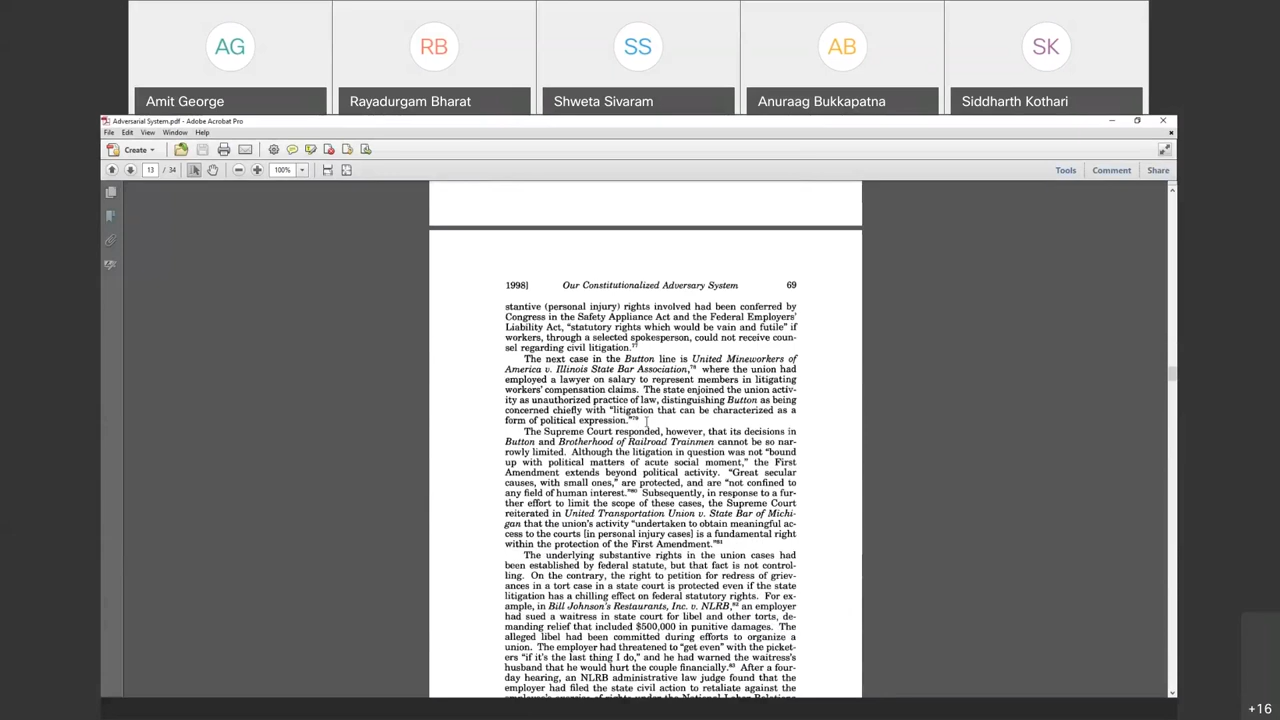 AG
RB
SS
AB
SK
Amit George
Rayadurgam Bharat
Shweta Sivaram
Anuraag Bukkapatna
Siddharth Kothari
Adversarial System.pdf - Adobe Acrobat Pro
File Edit View Window Help
Create
13 / 34
100%
Tools Comment Share
1998] Our Constitutionalized Adversary System 69
stantive (personal injury) rights involved had been conferred by
Congress in the Safety Appliance Act and the Federal Employers'
Liability Act, "statutory rights which would be vain and futile" if
workers, through a selected spokesperson, could not receive coun-
sel regarding civil litigation.77
The next case in the Button line is United Mineworkers of
America v. Illinois State Bar Association,78 where the union had
employed a lawyer on salary to represent members in litigating
workers' compensation claims. The state enjoined the union activ-
ity as unauthorized practice of law, distinguishing Button as being
concerned chiefly with "litigation that can be characterized as a
form of political expression."79
The Supreme Court responded, however, that its decisions in
Button and Brotherhood of Railroad Trainmen cannot be so nar-
rowly limited. Although the litigation in question was not "bound
up with political matters of acute social moment," the First
Amendment extends beyond political activity. "Great secular
causes, with small ones," are protected, and are "not confined to
any field of human interest."80 Subsequently, in response to a fur-
ther effort to limit the scope of these cases, the Supreme Court
reiterated in United Transportation Union v. State Bar of Michi-
gan that the union's activity "undertaken to obtain meaningful ac-
cess to the courts [in personal injury cases] is a fundamental right
within the protection of the First Amendment."81
The underlying substantive rights in the union cases had
been established by federal statute, but that fact is not control-
ling. On the contrary, the right to petition for redress of griev-
ances in a tort case in a state court is protected even if the state
litigation has a chilling effect on federal statutory rights. For ex-
ample, in Bill Johnson's Restaurants, Inc. v. NLRB,82 an employer
had sued a waitress in state court for libel and other torts, de-
manding relief that included $500,000 in punitive damages. The
alleged libel had been committed during efforts to organize a
union. The employer had threatened to "get even" with the picket-
ers "if it's the last thing I do," and he had warned the waitress's
husband that he would hurt the couple financially.83 After a four-
day hearing, an NLRB administrative law judge found that the
employer had filed the state civil action to retaliate against the
+16